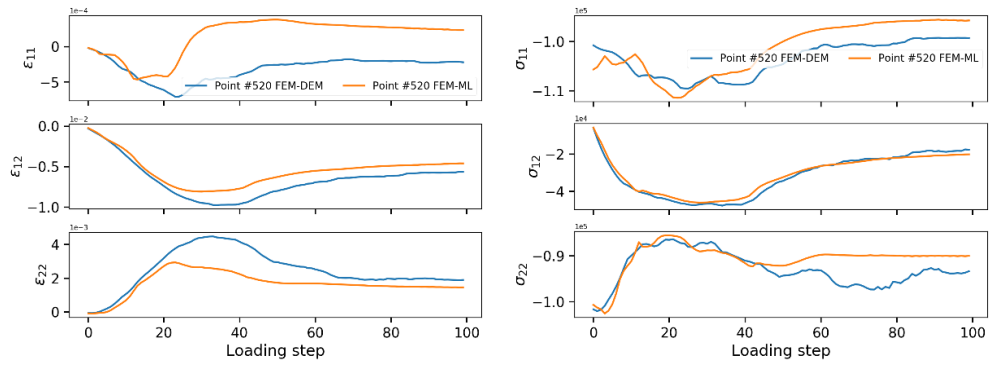 1e−4
ε11
0
−5
Point #520 FEM-DEM
Point #520 FEM-ML
1e−2
ε12
0.0
−0.5
−1.0
1e−3
ε22
4
2
0
0 20 40 60 80 100
Loading step
1e5
σ11
−1.0
−1.1
Point #520 FEM-DEM
Point #520 FEM-ML
1e4
σ12
−2
−4
1e5
σ22
−0.9
−1.0
0 20 40 60 80 100
Loading step